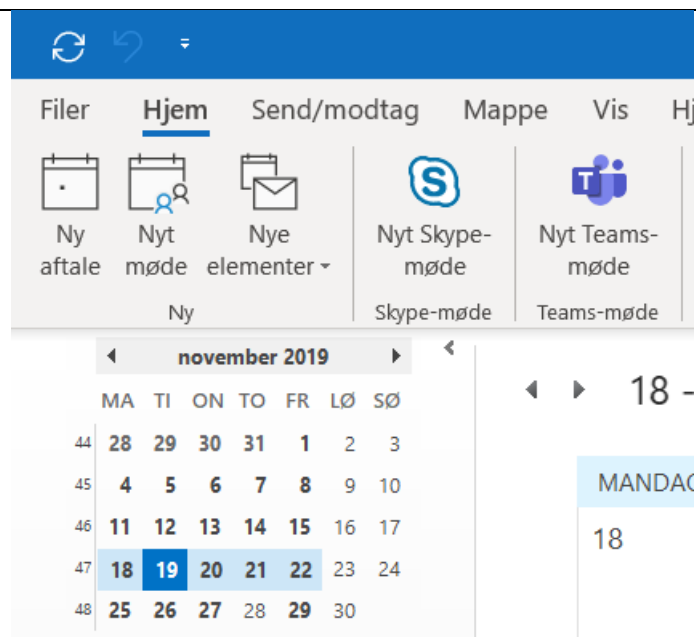 Filer Hjem Send/modtag Mappe Vis Hj
Ny aftale
Nyt møde
Nye elementer
Nyt Skype-
møde
Nyt Teams-
møde
Ny Skype-møde Teams-møde
november 2019
MA TI ON TO FR LØ SØ
44 28 29 30 31 1 2 3
45 4 5 6 7 8 9 10
46 11 12 13 14 15 16 17
47 18 19 20 21 22 23 24
48 25 26 27 28 29 30
18 -
MANDAG
18